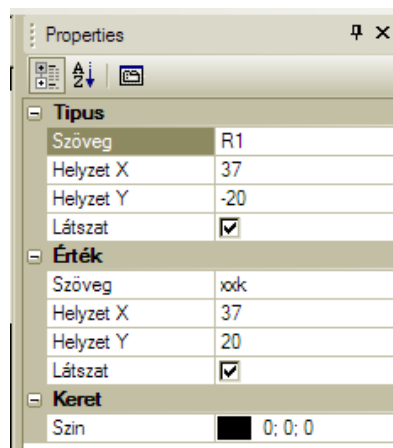 Properties
Tipus
Szöveg R1
Helyzet X 37
Helyzet Y -20
Látszat
Érték
Szöveg xxk
Helyzet X 37
Helyzet Y 20
Látszat
Keret
Szin 0; 0; 0